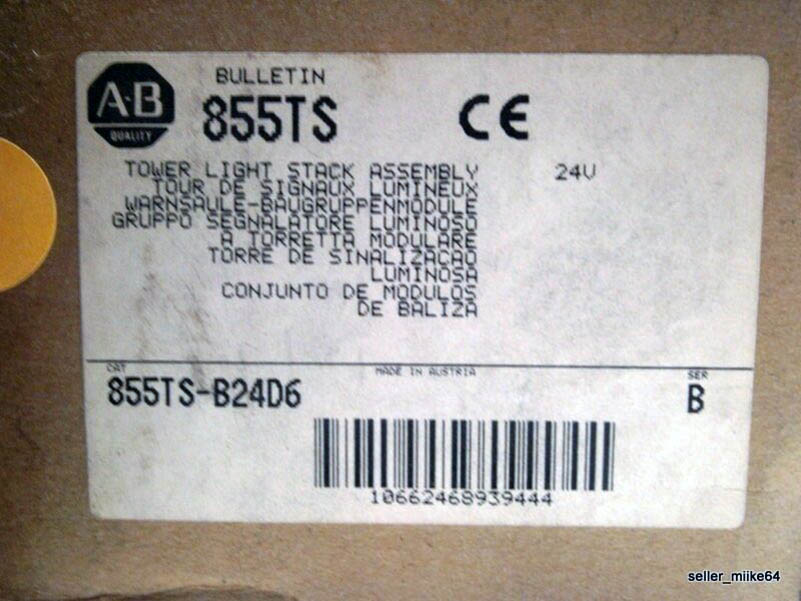 A-B
QUALITY
BULLETIN
855TS
CE
TOWER LIGHT STACK ASSEMBLY 24V
TOUR DE SIGNAUX LUMINEUX
WARNSAULE-BAUGRUPPENMODULE
GRUPPO SEGNALATORE LUMINOSO
A TORRETTA MODULARE
TORRE DE SINALIZACAO
LUMINOSA
CONJUNTO DE MODULOS
DE BALIZA
CAT
MADE IN AUSTRIA
SER
855TS-B24D6
B
10662468939444
seller_miike64